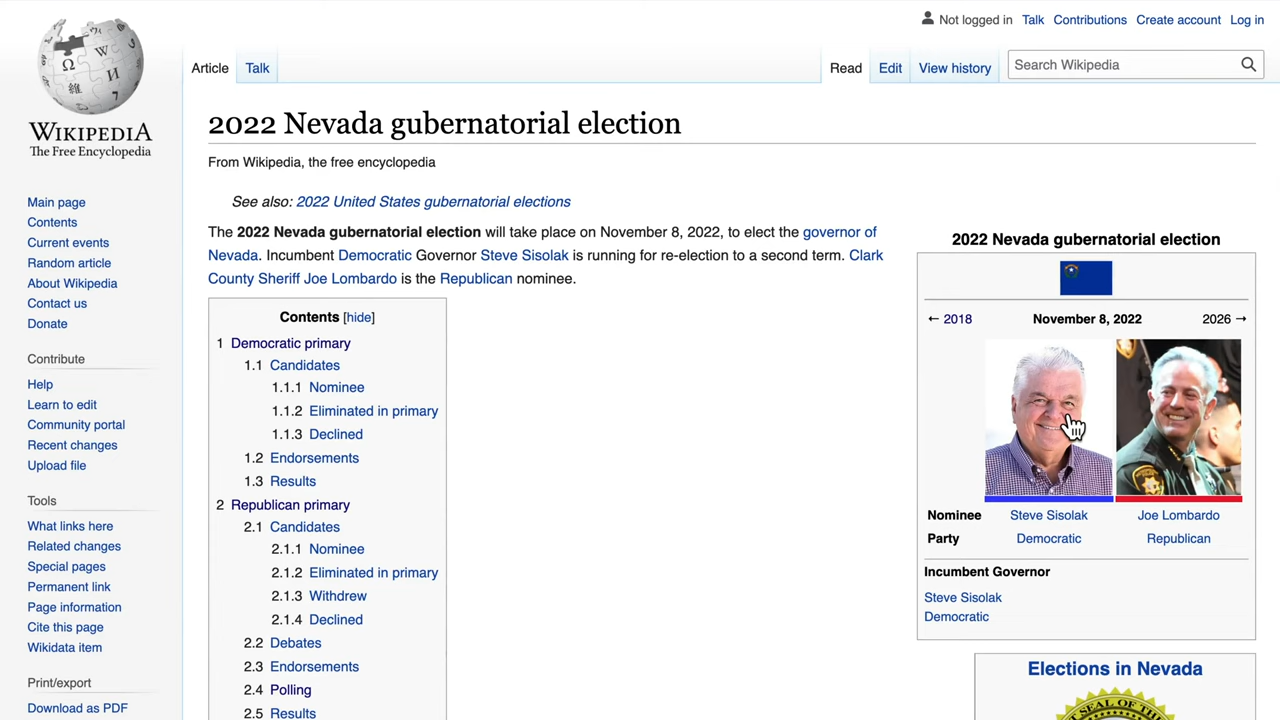 Not logged in Talk Contributions Create account Log in
Article Talk Read Edit View history Search Wikipedia
WIKIPEDIA
The Free Encyclopedia
Main page
Contents
Current events
Random article
About Wikipedia
Contact us
Donate
Contribute
Help
Learn to edit
Community portal
Recent changes
Upload file
Tools
What links here
Related changes
Special pages
Permanent link
Page information
Cite this page
Wikidata item
Print/export
Download as PDF
2022 Nevada gubernatorial election
From Wikipedia, the free encyclopedia
See also: 2022 United States gubernatorial elections
The 2022 Nevada gubernatorial election will take place on November 8, 2022, to elect the governor of
Nevada. Incumbent Democratic Governor Steve Sisolak is running for re-election to a second term. Clark
County Sheriff Joe Lombardo is the Republican nominee.
Contents [hide]
1 Democratic primary
1.1 Candidates
1.1.1 Nominee
1.1.2 Eliminated in primary
1.1.3 Declined
1.2 Endorsements
1.3 Results
2 Republican primary
2.1 Candidates
2.1.1 Nominee
2.1.2 Eliminated in primary
2.1.3 Withdrew
2.1.4 Declined
2.2 Debates
2.3 Endorsements
2.4 Polling
2.5 Results
2022 Nevada gubernatorial election
← 2018 November 8, 2022 2026 →
Nominee Steve Sisolak Joe Lombardo
Party Democratic Republican
Incumbent Governor
Steve Sisolak
Democratic
Elections in Nevada
SEAL OF THE